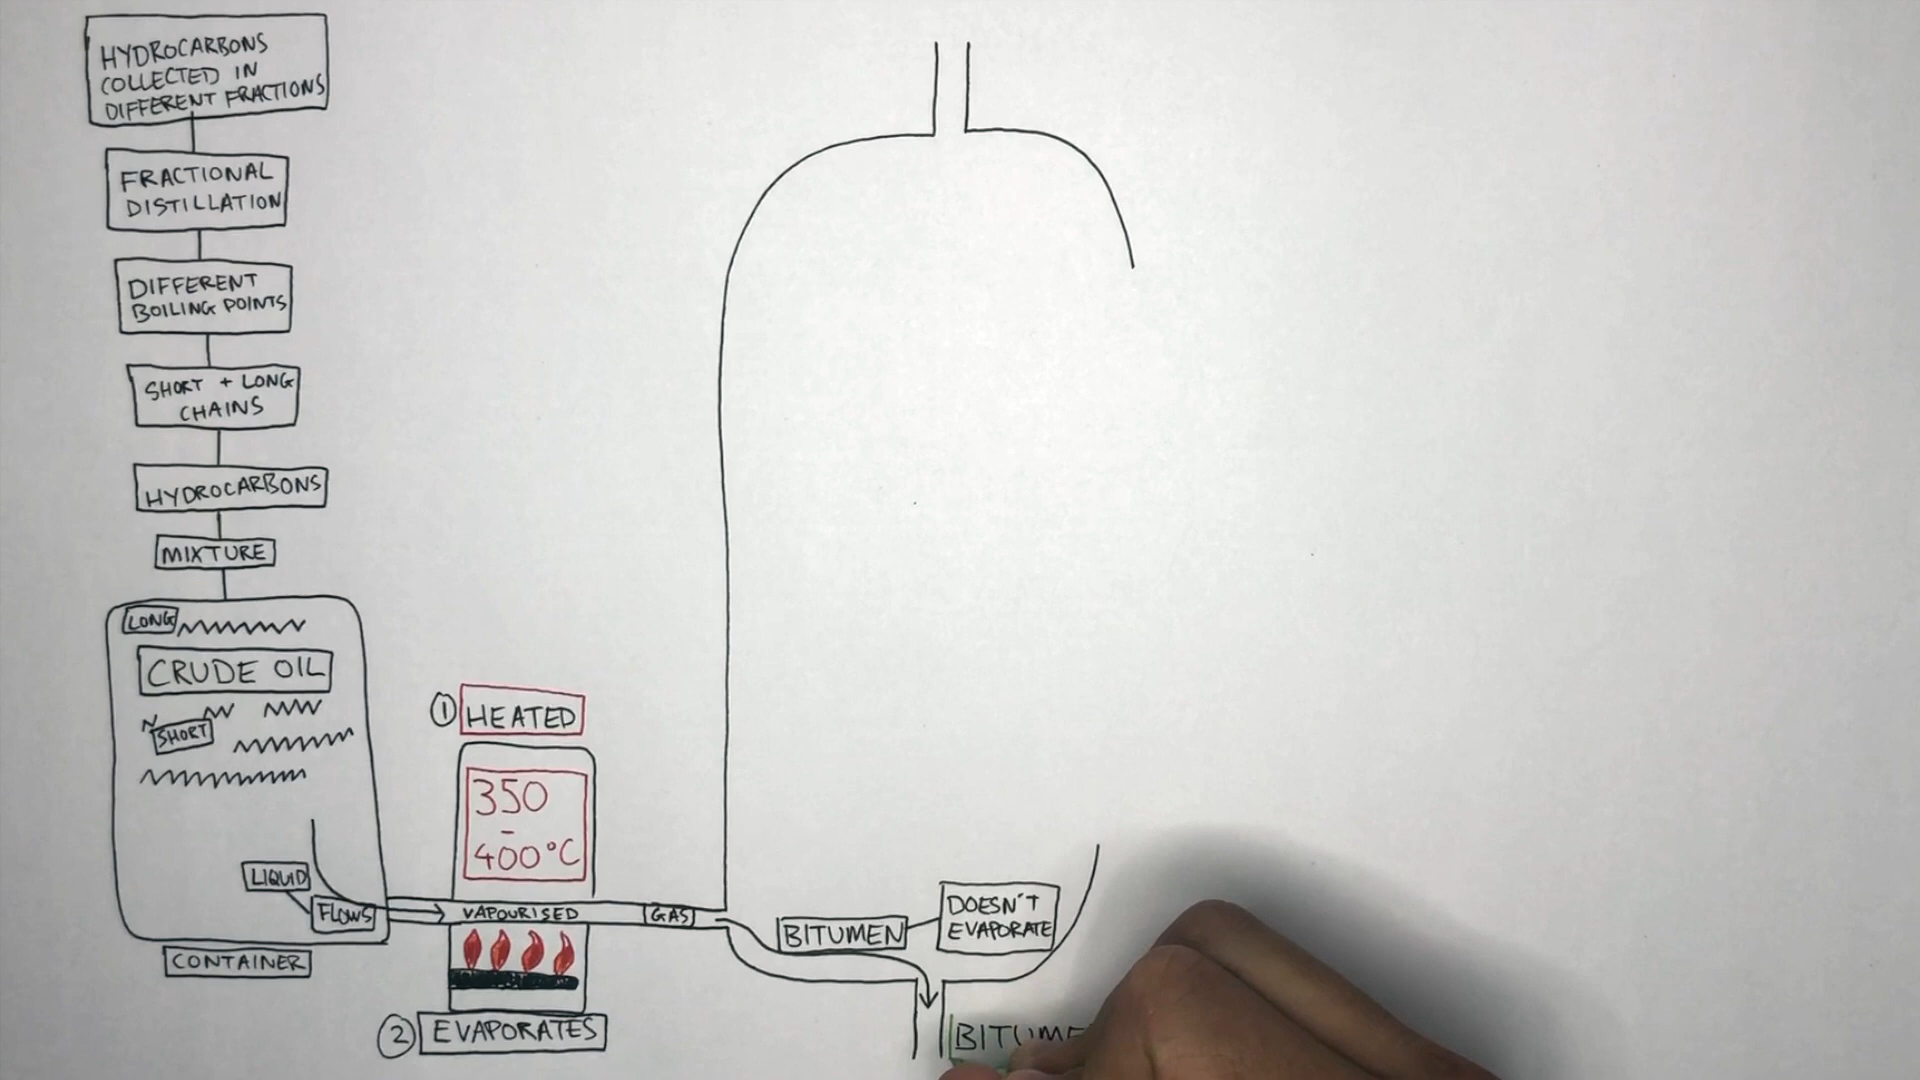 HYDROCARBONS
COLLECTED IN
DIFFERENT FRACTIONS
FRACTIONAL
DISTILLATION
DIFFERENT
BOILING POINTS
SHORT + LONG
CHAINS
HYDROCARBONS
MIXTURE
LONG
CRUDE OIL
SHORT
LIQUID
FLOWS
CONTAINER
① HEATED
350
-
400°C
VAPOURISED
GAS
② EVAPORATES
BITUMEN
DOESN'T
EVAPORATE
BITUME